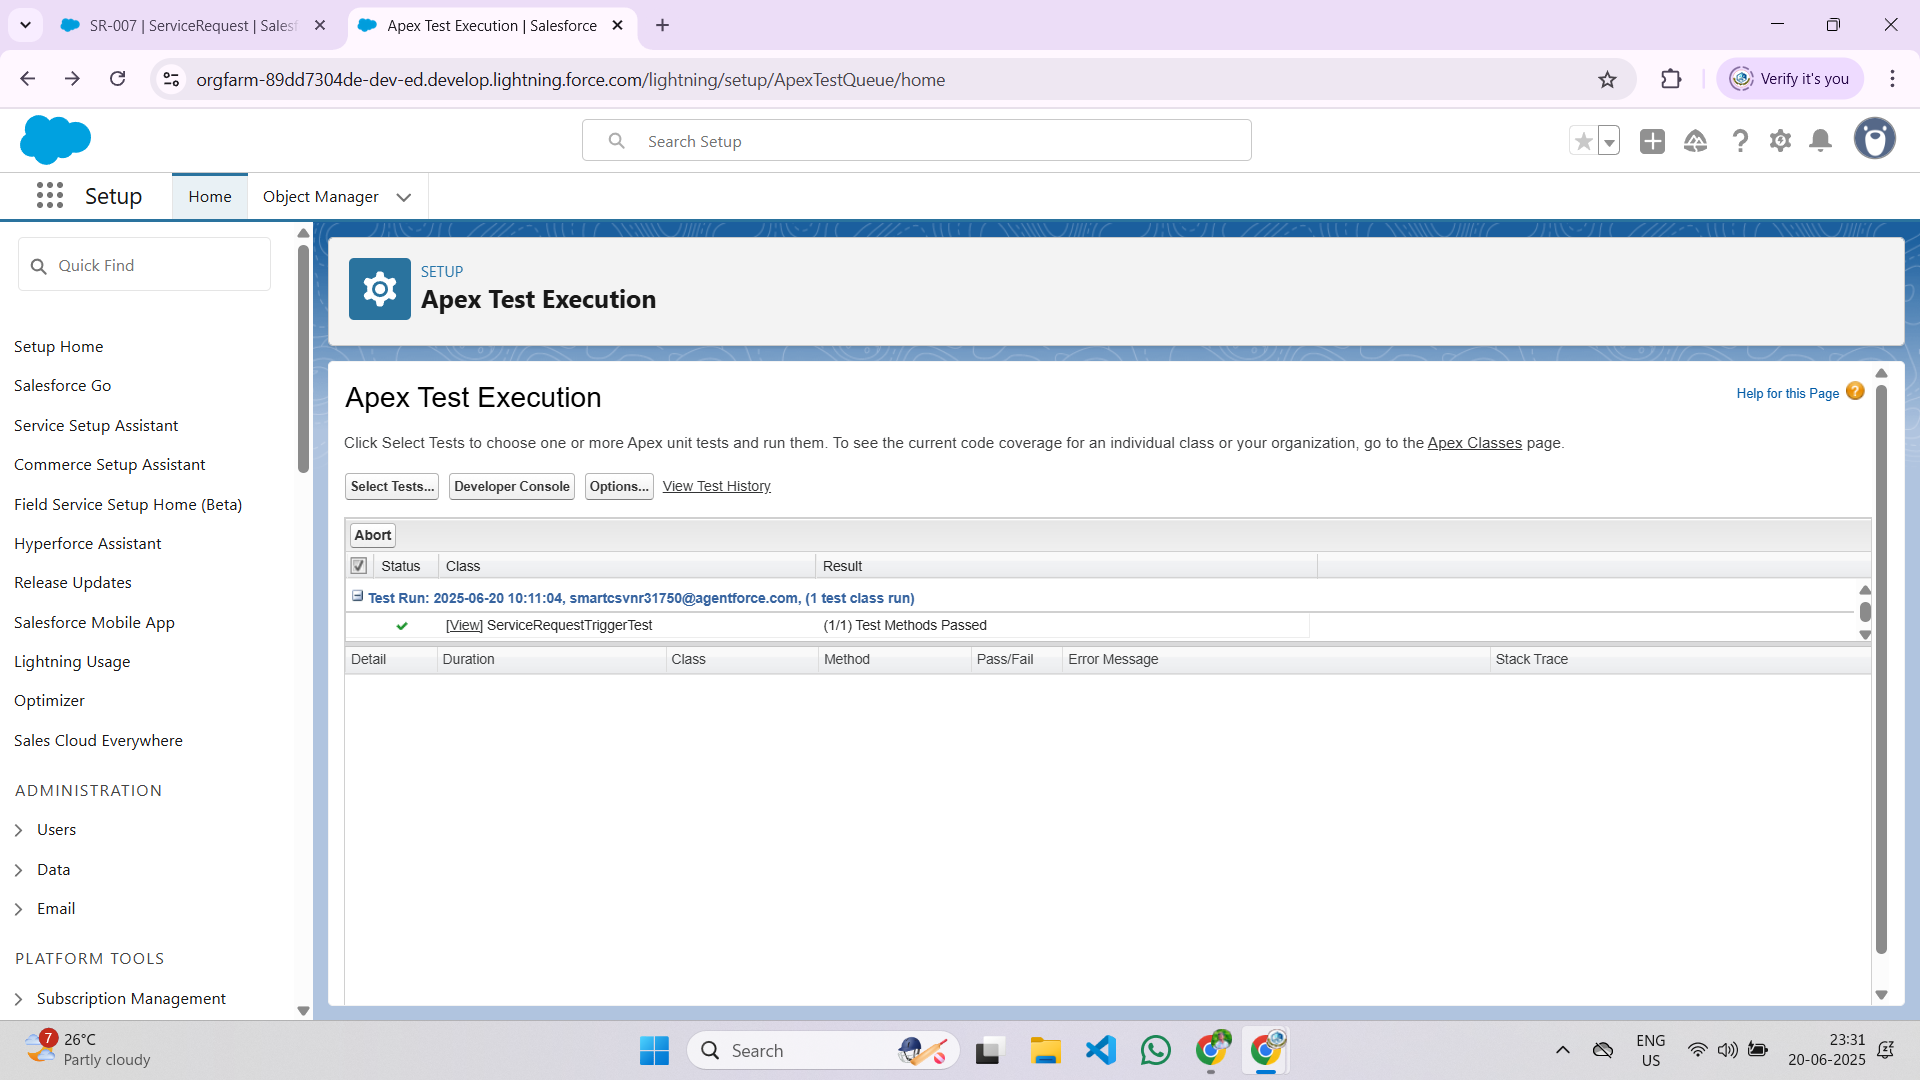 SR-007 | ServiceRequest | Salesf
Apex Test Execution | Salesforce
orgfarm-89dd7304de-dev-ed.develop.lightning.force.com/lightning/setup/ApexTestQueue/home
Verify it's you
Search Setup
Setup
Home
Object Manager
Quick Find
Setup Home
Salesforce Go
Service Setup Assistant
Commerce Setup Assistant
Field Service Setup Home (Beta)
Hyperforce Assistant
Release Updates
Salesforce Mobile App
Lightning Usage
Optimizer
Sales Cloud Everywhere
ADMINISTRATION
Users
Data
Email
PLATFORM TOOLS
Subscription Management
SETUP
Apex Test Execution
Apex Test Execution
Help for this Page
Click Select Tests to choose one or more Apex unit tests and run them. To see the current code coverage for an individual class or your organization, go to the Apex Classes page.
Select Tests... Developer Console Options... View Test History
Abort
Status Class Result
Test Run: 2025-06-20 10:11:04, smartcsvnr31750@agentforce.com, (1 test class run)
[View] ServiceRequestTriggerTest (1/1) Test Methods Passed
Detail Duration Class Method Pass/Fail Error Message Stack Trace
7
26°C
Partly cloudy
Search
ENG
US
23:31
20-06-2025